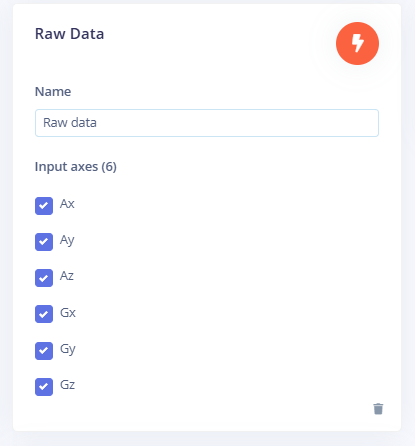 Raw Data
Name
Raw data
Input axes (6)
Ax
Ay
Az
Gx
Gy
Gz